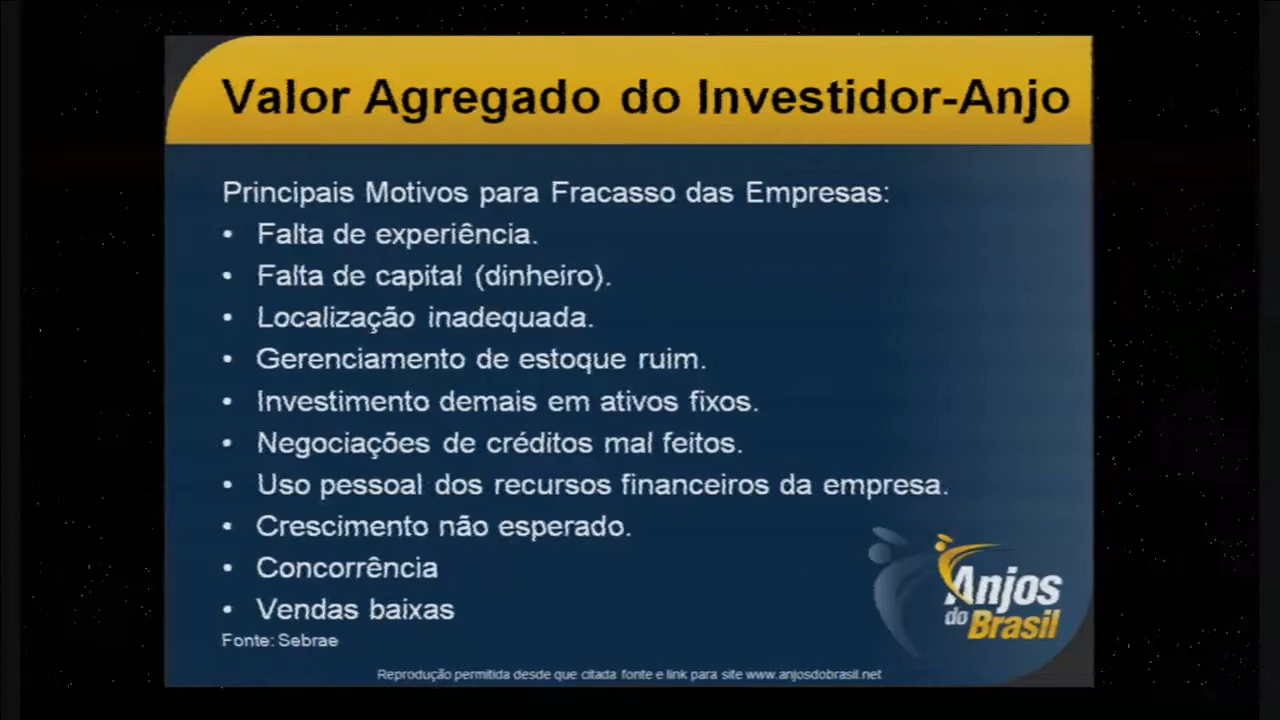 Valor Agregado do Investidor-Anjo
Principais Motivos para Fracasso das Empresas:
• Falta de experiência.
• Falta de capital (dinheiro).
• Localização inadequada.
• Gerenciamento de estoque ruim.
• Investimento demais em ativos fixos.
• Negociações de créditos mal feitos.
• Uso pessoal dos recursos financeiros da empresa.
• Crescimento não esperado.
• Concorrência
• Vendas baixas
Fonte: Sebrae
Anjos
do Brasil
Reprodução permitida desde que citada fonte e link para site www.anjosdobrasil.net